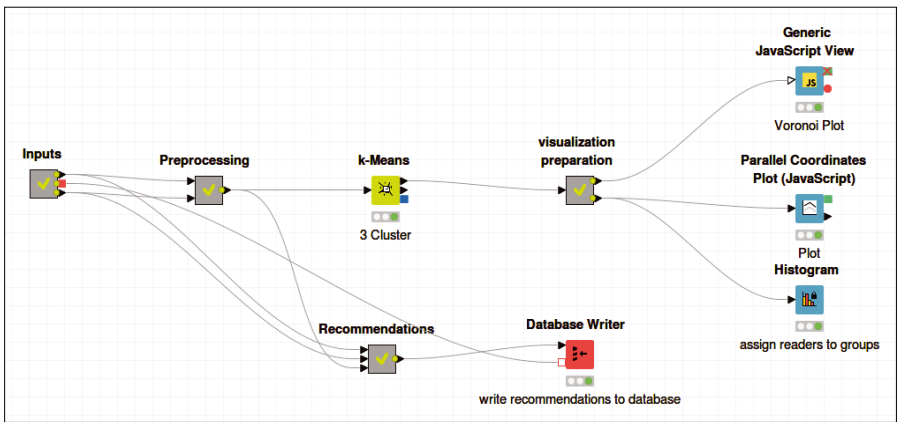 Generic
JavaScript View
JS
Voronoi Plot
Inputs
Preprocessing
k-Means
3 Cluster
visualization
preparation
Parallel Coordinates
Plot (JavaScript)
Plot
Histogram
assign readers to groups
Recommendations
Database Writer
write recommendations to database